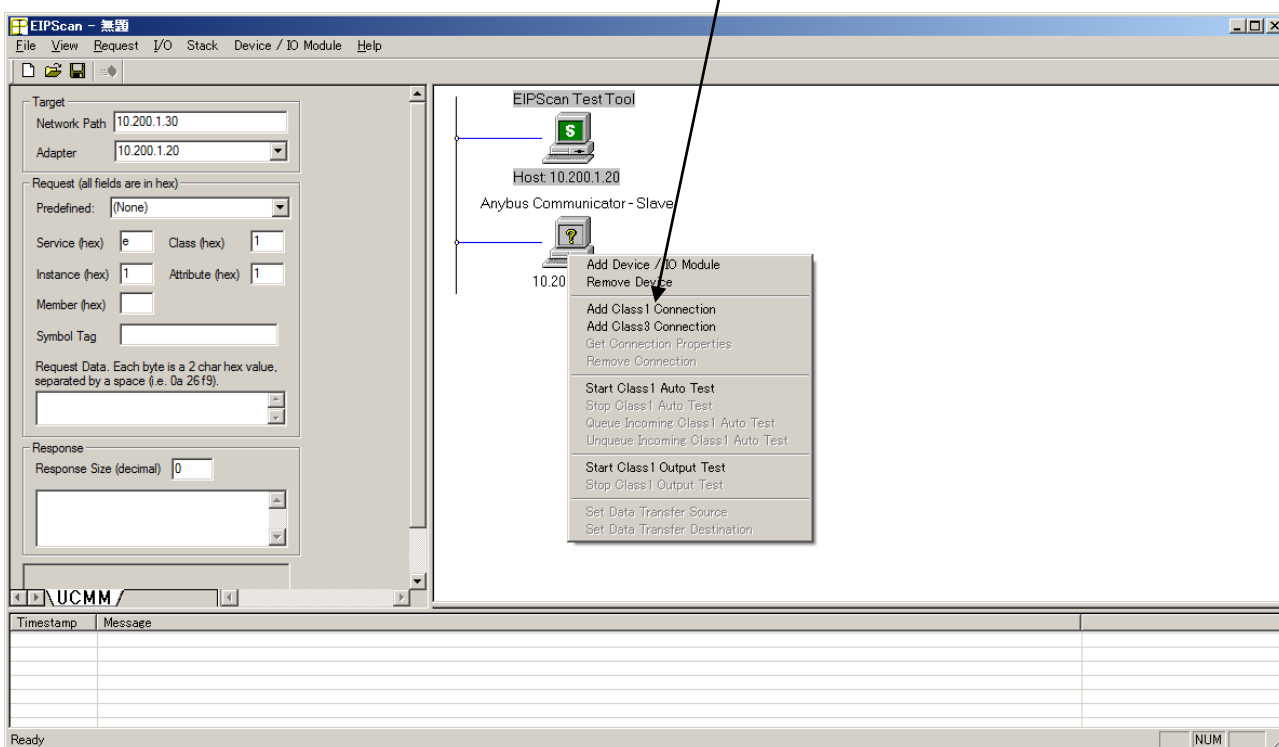 EIPScan - 無題
File View Request I/O Stack Device / IO Module Help
Target
Network Path 10.200.1.30
Adapter 10.200.1.20
Request (all fields are in hex)
Predefined: (None)
Service (hex) e Class (hex) 1
Instance (hex) 1 Attribute (hex) 1
Member (hex)
Symbol Tag
Request Data. Each byte is a 2 char hex value,
separated by a space (i.e. 0a 26 f9).
Response
Response Size (decimal) 0
UCMM
EIPScan Test Tool
S
Host: 10.200.1.20
Anybus Communicator - Slave
?
10.20
Add Device / IO Module
Remove Device
Add Class1 Connection
Add Class3 Connection
Get Connection Properties
Remove Connection
Start Class1 Auto Test
Stop Class1 Auto Test
Queue Incoming Class1 Auto Test
Unqueue Incoming Class1 Auto Test
Start Class1 Output Test
Stop Class1 Output Test
Set Data Transfer Source
Set Data Transfer Destination
Timestamp Message
Ready NUM